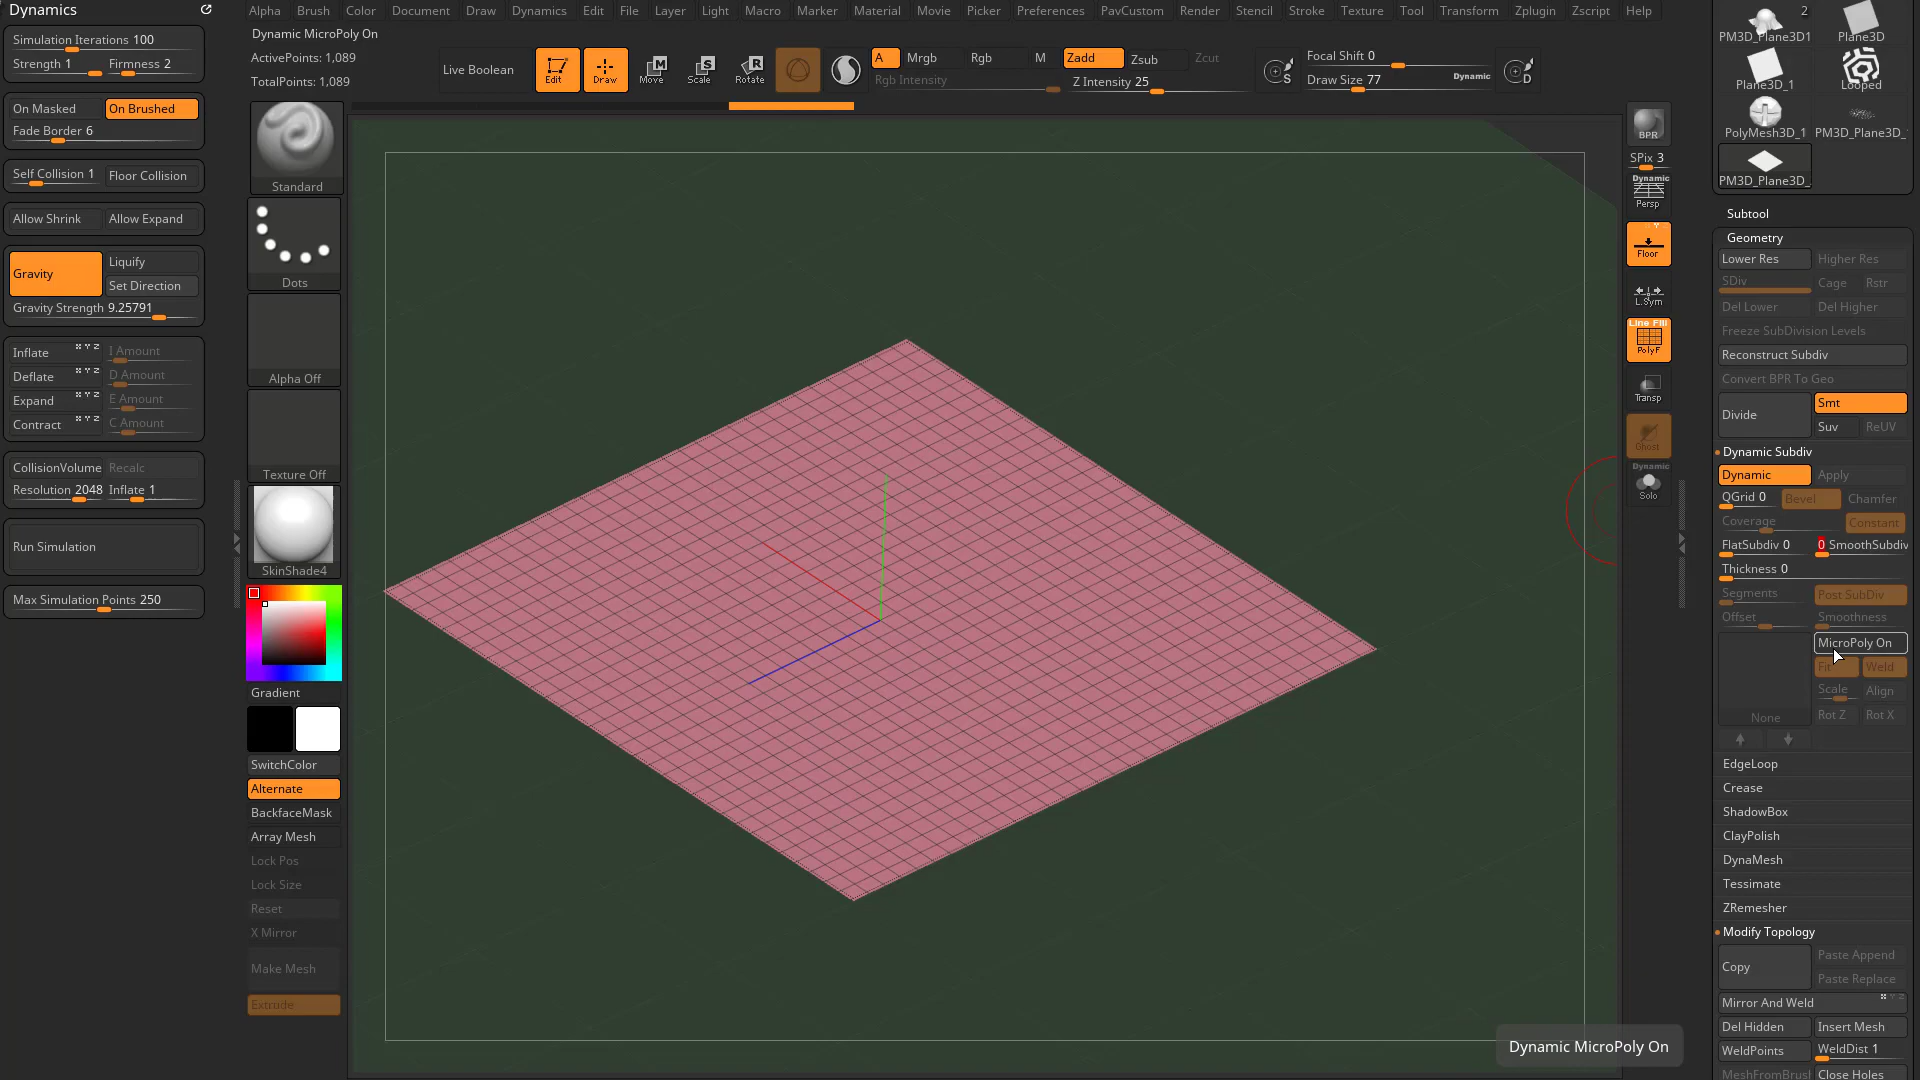 Dynamics
Simulation Iterations 100
Strength 1 Firmness 2
On Masked On Brushed
Fade Border 6
Self Collision 1 Floor Collision
Allow Shrink Allow Expand
Gravity
Liquify
Set Direction
Gravity Strength 9.25791
Inflate X Y Z I Amount
Deflate X Y Z D Amount
Expand X Y Z E Amount
Contract X Y Z C Amount
CollisionVolume Recalc
Resolution 2048 Inflate 1
Run Simulation
Max Simulation Points 250
Alpha Brush Color Document Draw Dynamics Edit File Layer Light Macro Marker Material Movie Picker Preferences PavCustom Render Stencil Stroke Texture Tool Transform Zplugin Zscript Help
Dynamic MicroPoly On
ActivePoints: 1,089
TotalPoints: 1,089
Live Boolean
Edit
Draw
M
Move
S
Scale
R
Rotate
A Mrgb Rgb M
Rgb Intensity
Zadd Zsub Zcut
Z Intensity 25
S
Focal Shift 0
Draw Size 77 Dynamic
D
Standard
Dots
Alpha Off
Texture Off
SkinShade4
Gradient
SwitchColor
Alternate
BackfaceMask
Array Mesh
Lock Pos
Lock Size
Reset
X Mirror
Make Mesh
Extrude
BPR
SPix 3
Dynamic
Persp
Floor
L.Sym
Line Fill
PolyF
Transp
Ghost
Dynamic
Solo
2
PM3D_Plane3D1 Plane3D
Plane3D_1 Looped
PolyMesh3D_1 PM3D_Plane3D_
PM3D_Plane3D_
Subtool
Geometry
Lower Res Higher Res
SDiv Cage Rstr
Del Lower Del Higher
Freeze SubDivision Levels
Reconstruct Subdiv
Convert BPR To Geo
Divide Smt
Suv ReUV
Dynamic Subdiv
Dynamic Apply
QGrid 0 Bevel Chamfer
Coverage Constant
FlatSubdiv 0 0 SmoothSubdiv
Thickness 0
Segments Post SubDiv
Offset Smoothness
MicroPoly On
Fit Weld
Scale Align
None Rot Z Rot X
EdgeLoop
Crease
ShadowBox
ClayPolish
DynaMesh
Tessimate
ZRemesher
Modify Topology
Copy Paste Append
Paste Replace
Mirror And Weld
Del Hidden Insert Mesh
WeldPoints WeldDist 1
MeshFromBrush Close Holes
Dynamic MicroPoly On